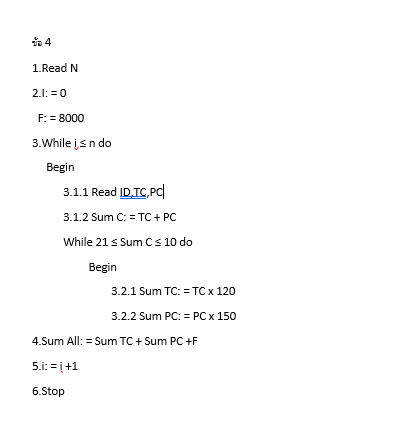 ข้อ 4
1.Read N
2.I: = 0
F: = 8000
3.While i ≤ n do
Begin
3.1.1 Read ID,TC,PC
3.1.2 Sum C: = TC + PC
While 21 ≤ Sum C ≤ 10 do
Begin
3.2.1 Sum TC: = TC x 120
3.2.2 Sum PC: = PC x 150
4.Sum All: = Sum TC + Sum PC +F
5.i: = i +1
6.Stop